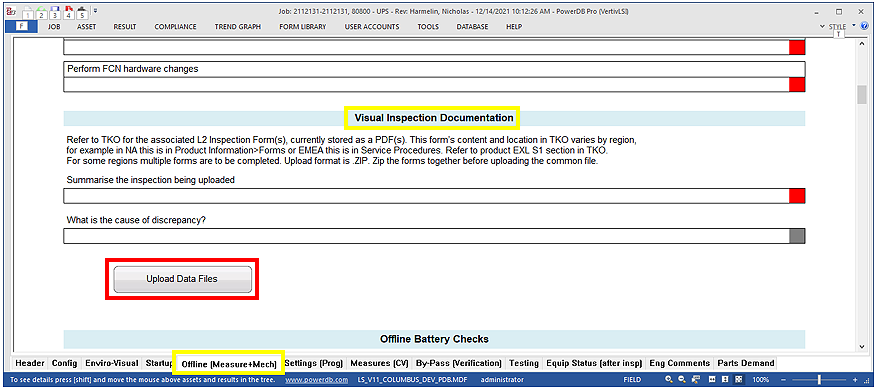 1 2 3 4 5
Job: 2112131-2112131, 80800 - UPS - Rev: Harmelin, Nicholas - 12/14/2021 10:12:26 AM - PowerDB Pro (VertivLSI)
F JOB ASSET RESULT COMPLIANCE TREND GRAPH FORM LIBRARY USER ACCOUNTS TOOLS DATABASE HELP STYLE
T
Perform FCN hardware changes
Visual Inspection Documentation
Refer to TKO for the associated L2 Inspection Form(s), currently stored as a PDF(s). This form's content and location in TKO varies by region,
for example in NA this is in Product Information>Forms or EMEA this is in Service Procedures. Refer to product EXL S1 section in TKO.
For some regions multiple forms are to be completed. Upload format is .ZIP. Zip the forms together before uploading the common file.
Summarise the inspection being uploaded
What is the cause of discrepancy?
Upload Data Files
Offline Battery Checks
Header Config Enviro-Visual Startup Offline (Measure+Mech) Settings (Prog) Measures (CV) By-Pass (Verification) Testing Equip Status (after insp) Eng Comments Parts Demand
To see details press [shift] and move the mouse above assets and results in the tree. www.powerdb.com LS_V11_COLUMBUS_DEV_PDB.MDF administrator FIELD 100%